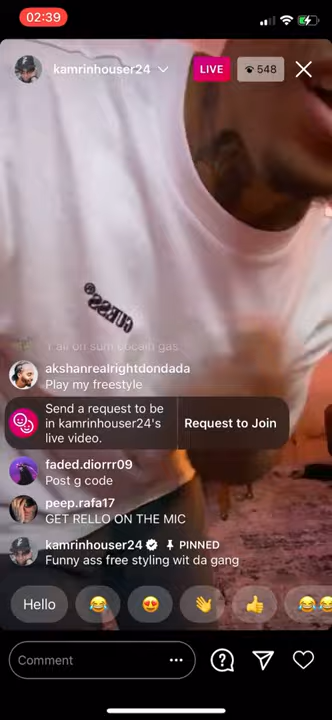 02:39
kamrinhouser24
LIVE
548
GUESS®
Y'all on sum cocain gas.
akshanrealrightdondada
Play my freestyle
Send a request to be
in kamrinhouser24's
live video.
Request to Join
faded.diorrr09
Post g code
peep.rafa17
GET RELLO ON THE MIC
kamrinhouser24 PINNED
Funny ass free styling wit da gang
Hello
Comment